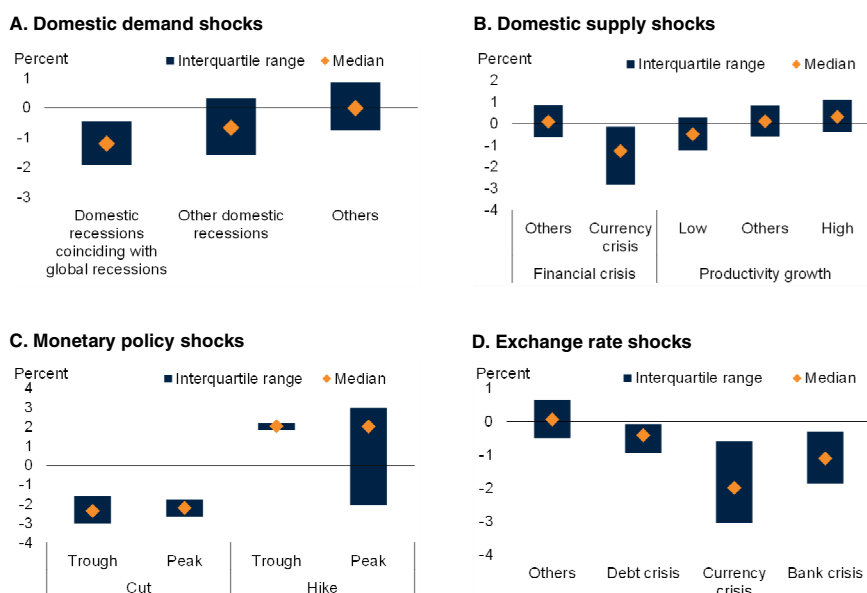 A. Domestic demand shocks
Percent
Interquartile range
Median
1
0
-1
-2
-3
Domestic
recessions
coinciding with
global recessions
Other domestic
recessions
Others
B. Domestic supply shocks
Percent
Interquartile range
Median
2
1
0
-1
-2
-3
-4
Others
Currency
crisis
Low
Others
High
Financial crisis
Productivity growth
C. Monetary policy shocks
Percent
Interquartile range
Median
4
3
2
1
0
-1
-2
-3
-4
Trough
Peak
Trough
Peak
Cut
Hike
D. Exchange rate shocks
Percent
Interquartile range
Median
1
0
-1
-2
-3
-4
Others
Debt crisis
Currency
crisis
Bank crisis